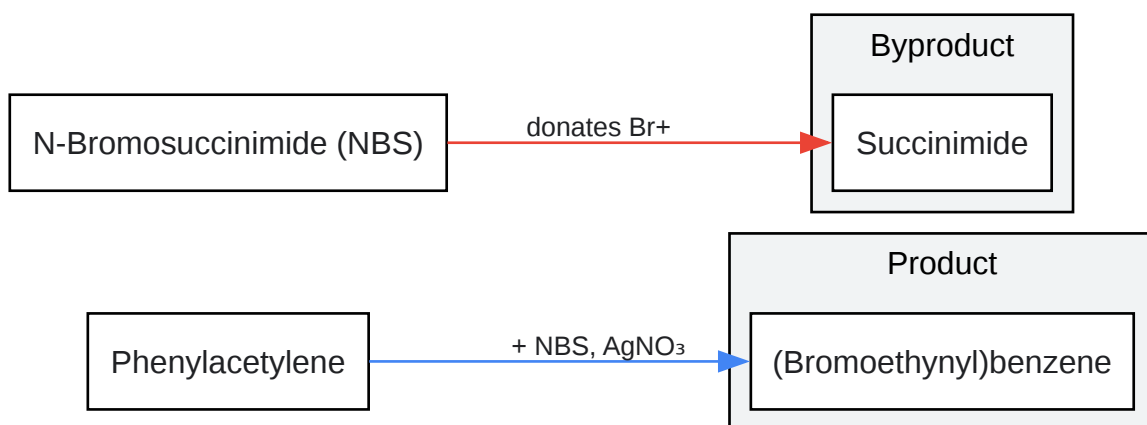 Byproduct
N-Bromosuccinimide (NBS)
donates Br+
Succinimide
Product
Phenylacetylene
+ NBS, AgNO₃
(Bromoethynyl)benzene